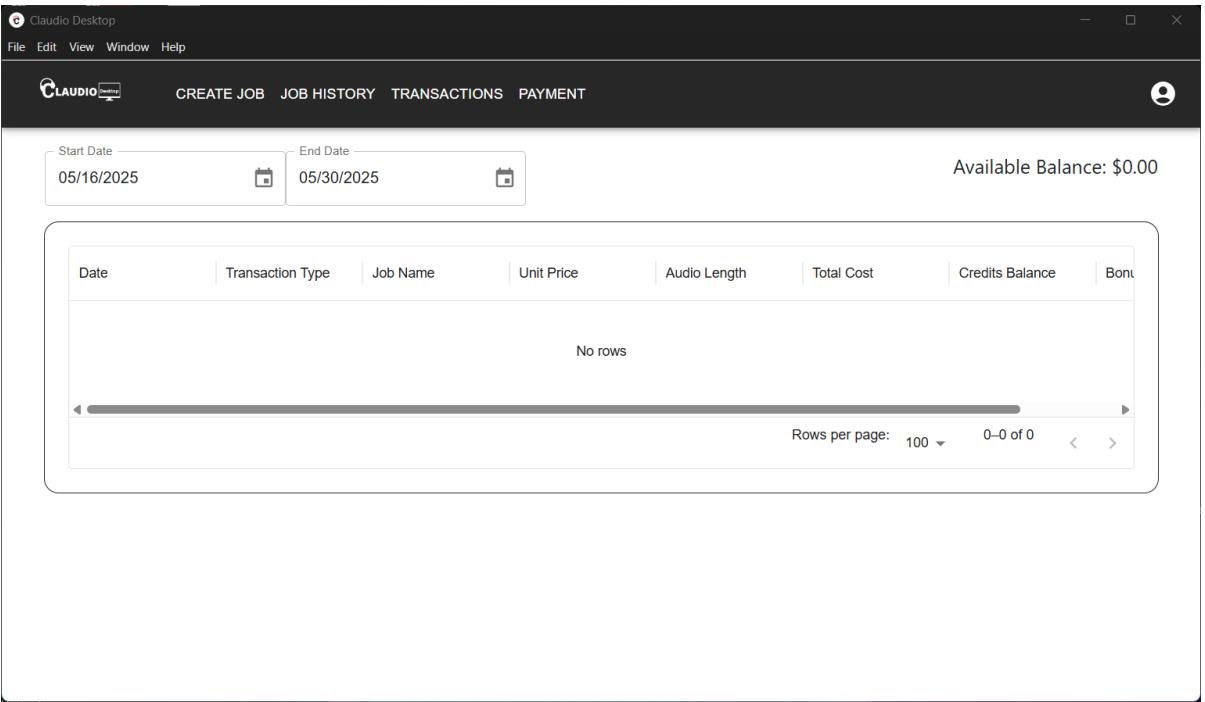 Claudio Desktop
File Edit View Window Help
CLAUDIO Desktop CREATE JOB JOB HISTORY TRANSACTIONS PAYMENT
Start Date End Date
05/16/2025 05/30/2025 Available Balance: $0.00
Date Transaction Type Job Name Unit Price Audio Length Total Cost Credits Balance Bonu
No rows
Rows per page: 100 0–0 of 0